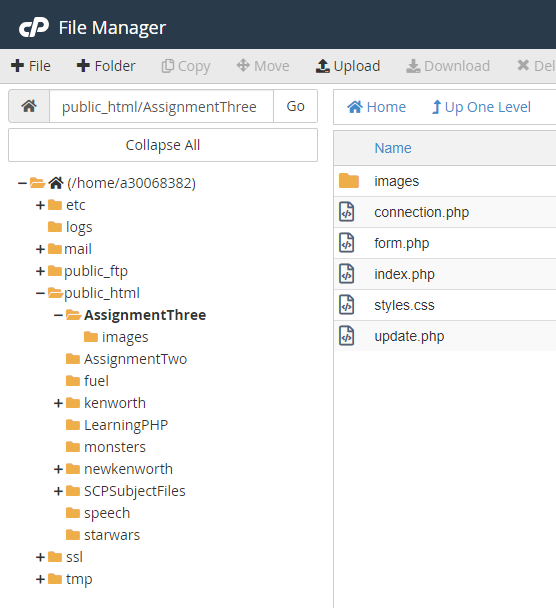 cP File Manager
File Folder Copy Move Upload Download Del
public_html/AssignmentThree Go
Collapse All
(/home/a30068382)
etc
logs
mail
public_ftp
public_html
AssignmentThree
images
AssignmentTwo
fuel
kenworth
LearningPHP
monsters
newkenworth
SCPSubjectFiles
speech
starwars
ssl
tmp
Home Up One Level
Name
images
connection.php
form.php
index.php
styles.css
update.php